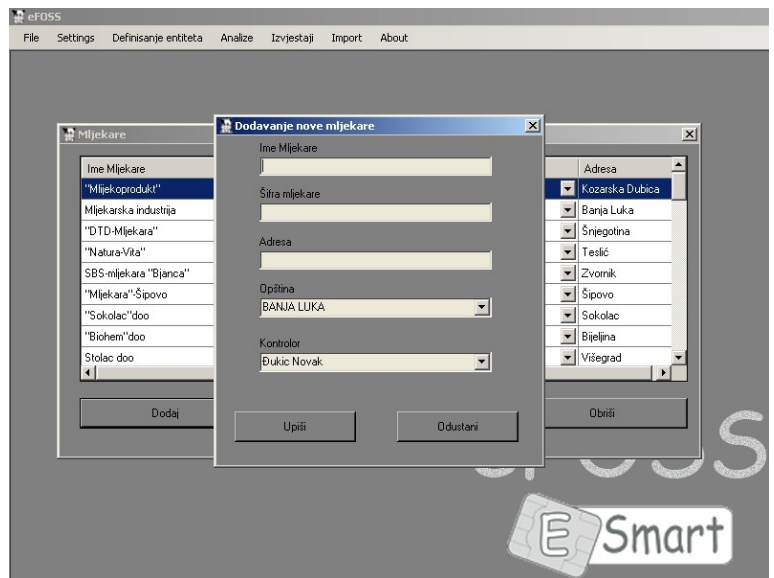 eFOSS
File Settings Definisanje entiteta Analize Izvjestaji Import About
Mljekare
Ime Mljekare
"Mlijekoprodukt"
Mljekarska industrija
"DTD-Mljekara"
"Natura-Vita"
SBS-mljekara "Bjanca"
"Mljekara"-Šipovo
"Sokolac"doo
"Biohem"doo
Stolac doo
Dodaj
Dodavanje nove mljekare
Ime Mljekare
Šifra mljekare
Adresa
Opština
BANJA LUKA
Kontrolor
Đukic Novak
Upiši Odustani
Adresa
Kozarska Dubica
Banja Luka
Šnjegotina
Teslić
Zvornik
Šipovo
Sokolac
Bijeljina
Višegrad
Obriši
eFOSS
E Smart